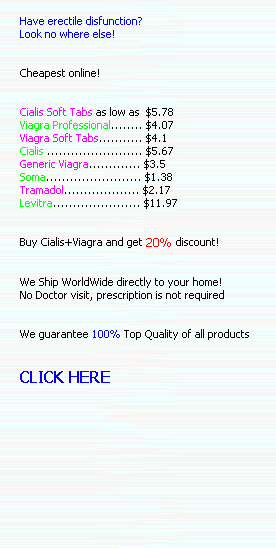 Have erectile disfunction?
Look no where else!
Cheapest online!
Cialis Soft Tabs as low as $5.78
Viagra Professional........ $4.07
Viagra Soft Tabs........... $4.1
Cialis ........................ $5.67
Generic Viagra............. $3.5
Soma........................ $1.38
Tramadol................... $2.17
Levitra...................... $11.97
Buy Cialis+Viagra and get 20% discount!
We Ship WorldWide directly to your home!
No Doctor visit, prescription is not required
We guarantee 100% Top Quality of all products
CLICK HERE